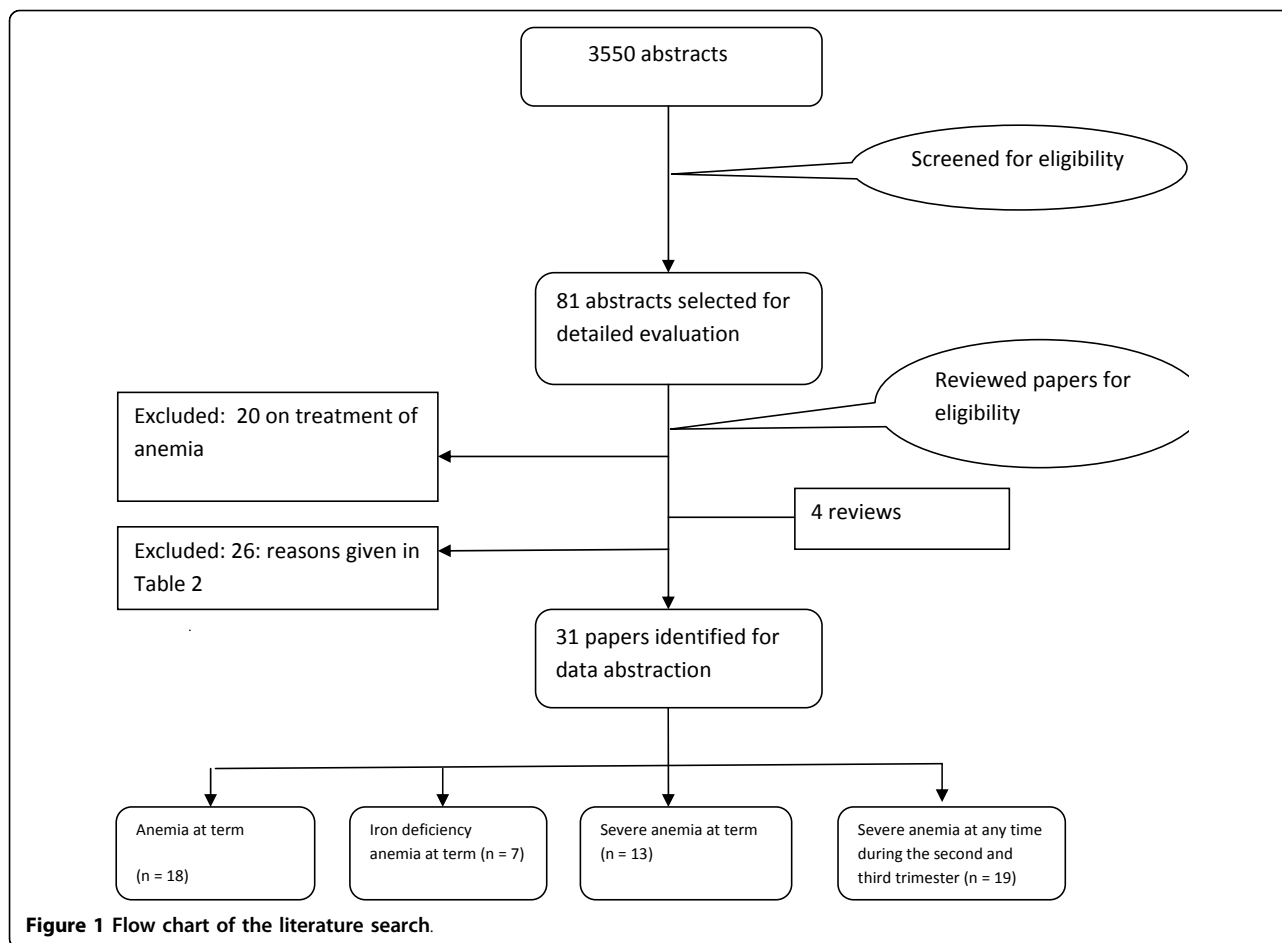 3550 abstracts
Screened for eligibility
81 abstracts selected for
detailed evaluation
Reviewed papers for
eligibility
Excluded:  20 on treatment of
anemia
4 reviews
Excluded: 26: reasons given in
Table 2
31 papers identified for
data abstraction
Anemia at term
(n = 18)
Iron deficiency
anemia at term (n = 7)
Severe anemia at term
(n = 13)
Severe anemia at any time
during the second and
third trimester (n = 19)
Figure 1 Flow chart of the literature search.